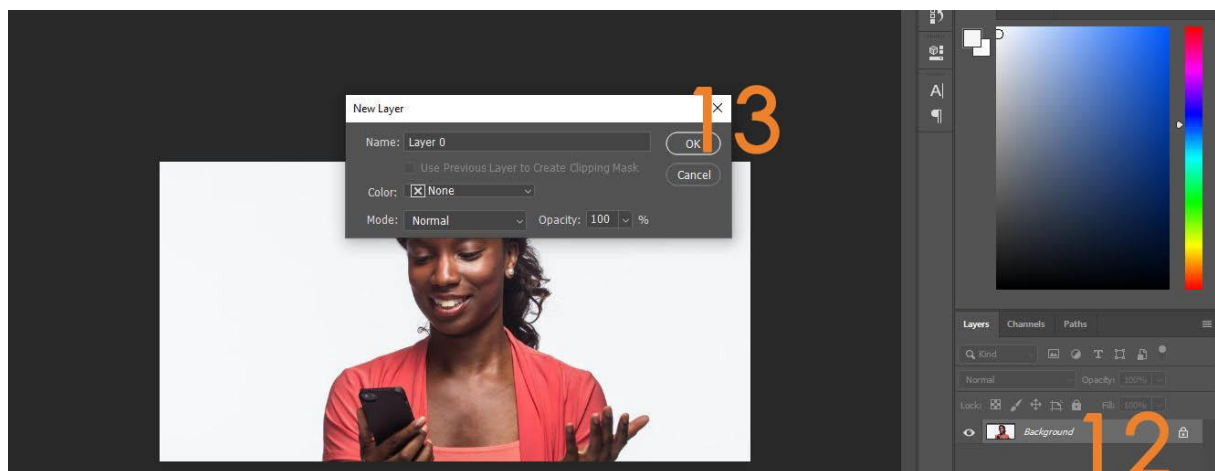 New Layer
13
Name: Layer 0
OK
Use Previous Layer to Create Clipping Mask
Cancel
Color: None
Mode: Normal Opacity: 100 %
A
Layers Channels Paths
Kind
T
Normal Opacity: 100%
Lock: Fill: 100%
Background
12